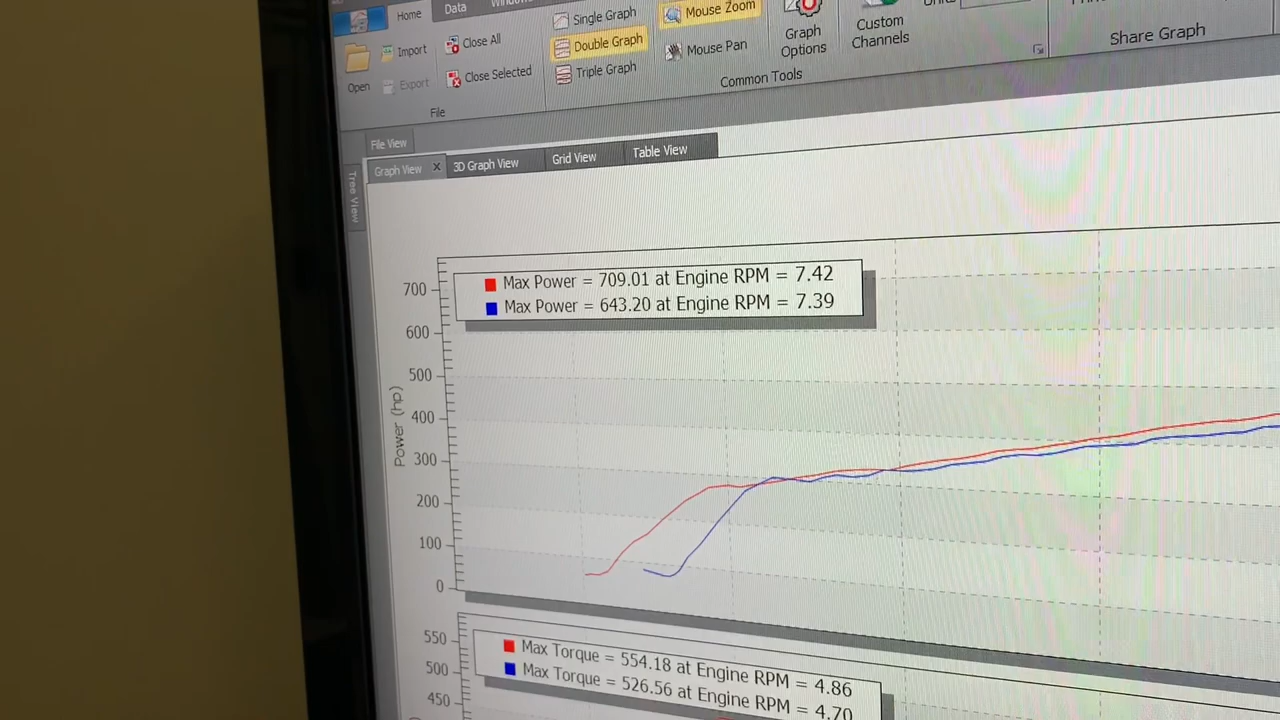 Home
Data
Single Graph
Mouse Zoom
Import
Close All
Double Graph
Mouse Pan
Graph Options
Custom Channels
Open
Export
Close Selected
Triple Graph
Common Tools
Share Graph
File
File View
Tree View
Graph View
3D Graph View
Grid View
Table View
Max Power = 709.01 at Engine RPM = 7.42
Max Power = 643.20 at Engine RPM = 7.39
Power (hp)
700
600
500
400
300
200
100
0
Max Torque = 554.18 at Engine RPM = 4.86
Max Torque = 526.56 at Engine RPM = 4.70
550
500
450